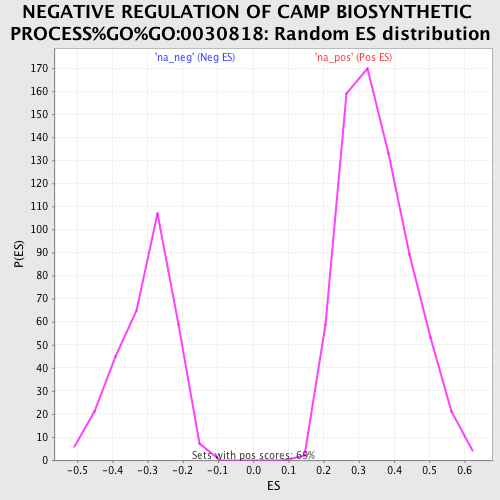 NEGATIVE REGULATION OF CAMP BIOSYNTHETIC
PROCESS%GO%GO:0030818: Random ES distribution
'na_neg' (Neg ES)
'na_pos' (Pos ES)
170
160
150
140
130
120
110
100
90
80
70
60
50
40
30
20
10
0
P(ES)
Sets with pos scores: 69%
-0.5 -0.4 -0.3 -0.2 -0.1 0.0 0.1 0.2 0.3 0.4 0.5 0.6
ES